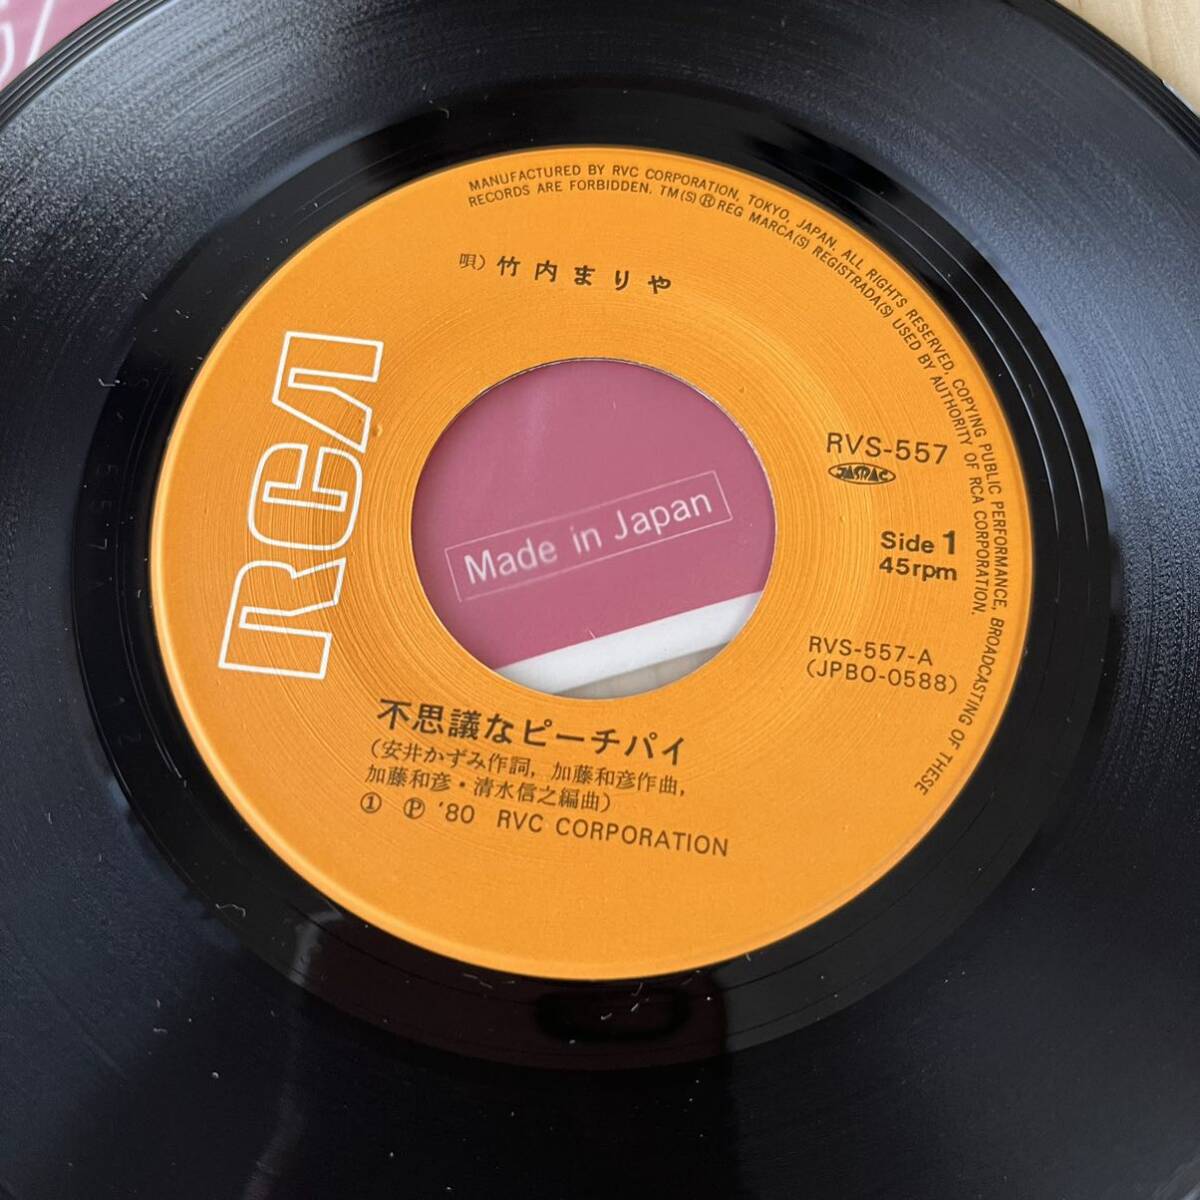 MANUFACTURED BY RVC CORPORATION, TOKYO, JAPAN. ALL RIGHTS RESERVED, COPYING PUBLIC PERFORMANCE, BROADCASTING OF THESE
RECORDS ARE FORBIDDEN. TM(S) ® REG MARCA(S) REGISTRADA(S) USED BY AUTHORITY OF RCA CORPORATION.
唄) 竹内まりや
RCA
RVS-557
JASRAC
Side 1
45rpm
Made in Japan
RVS-557-A
(JPBO-0588)
不思議なピーチパイ
(安井かずみ作詞, 加藤和彦作曲,
加藤和彦・清水信之編曲)
① Ⓟ '80 RVC CORPORATION